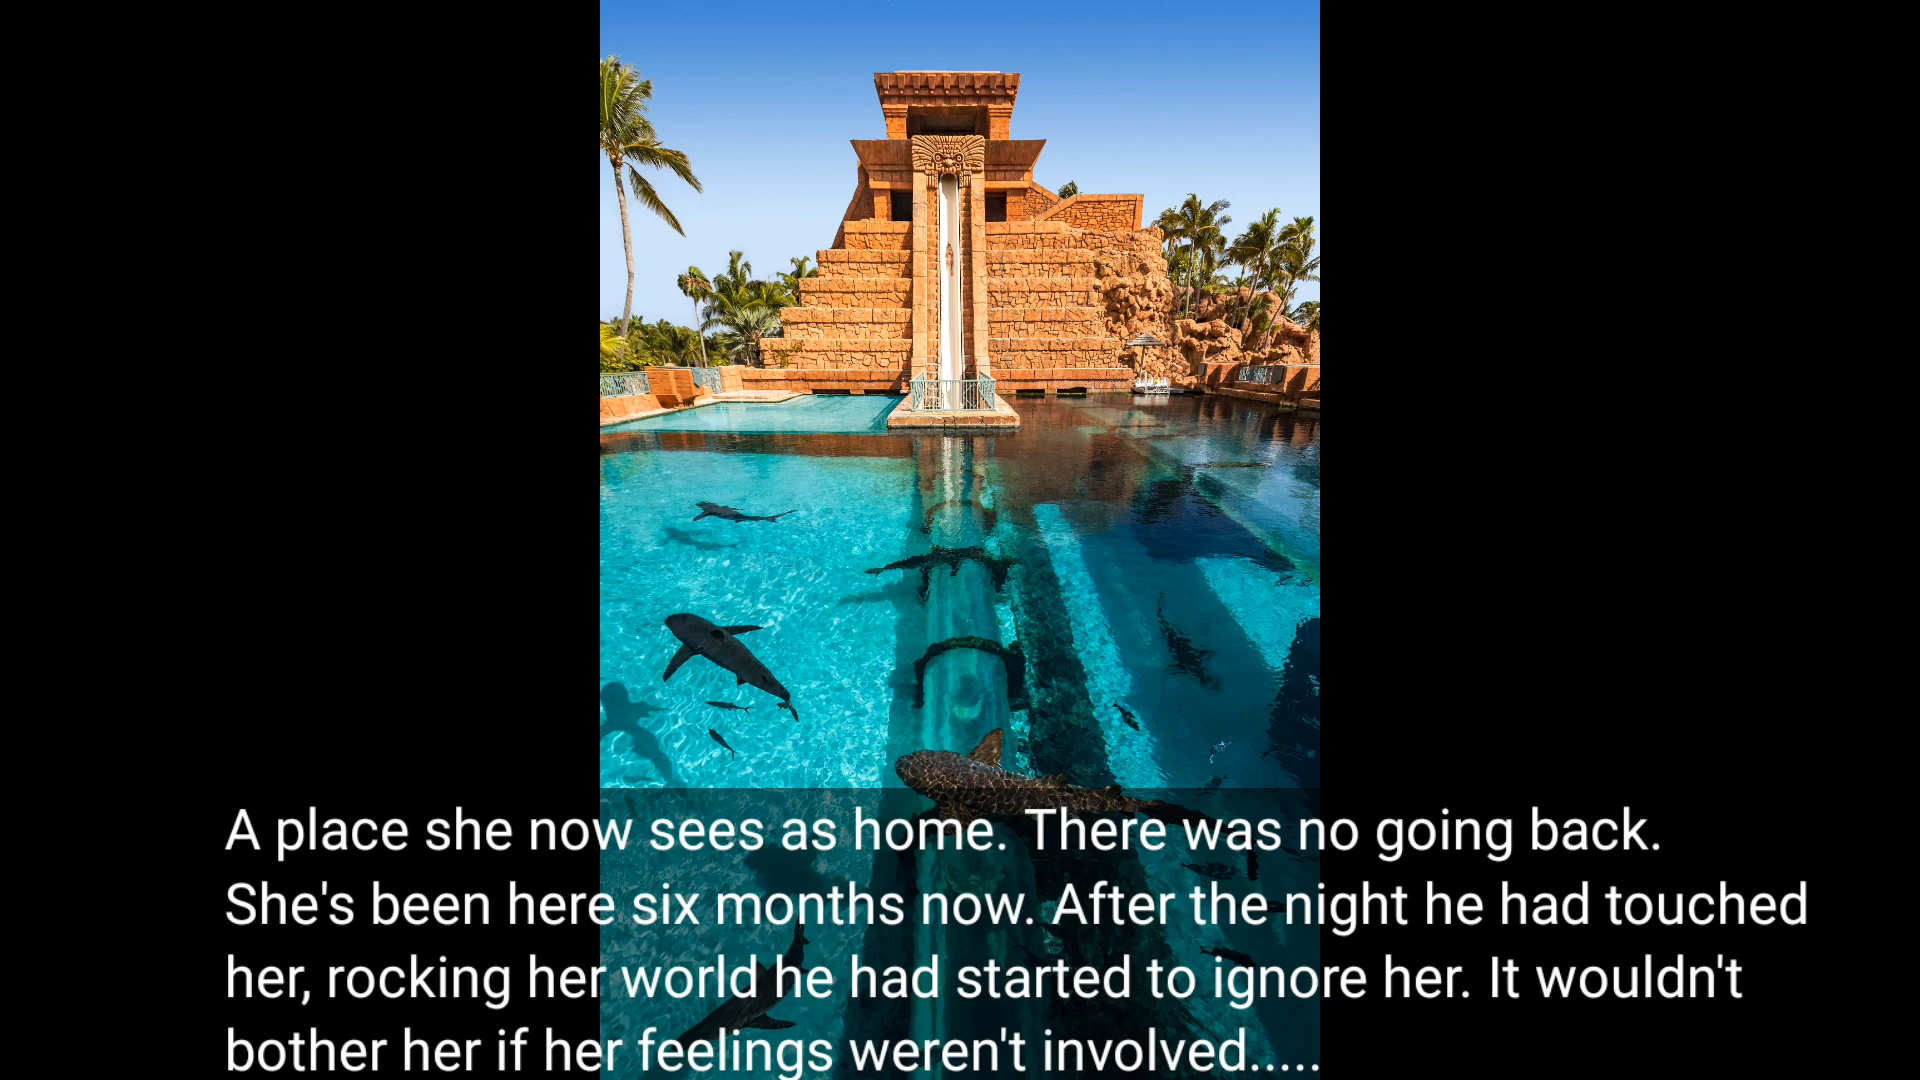 A place she now sees as home. There was no going back.
She's been here six months now. After the night he had touched
her, rocking her world he had started to ignore her. It wouldn't
bother her if her feelings weren't involved.....